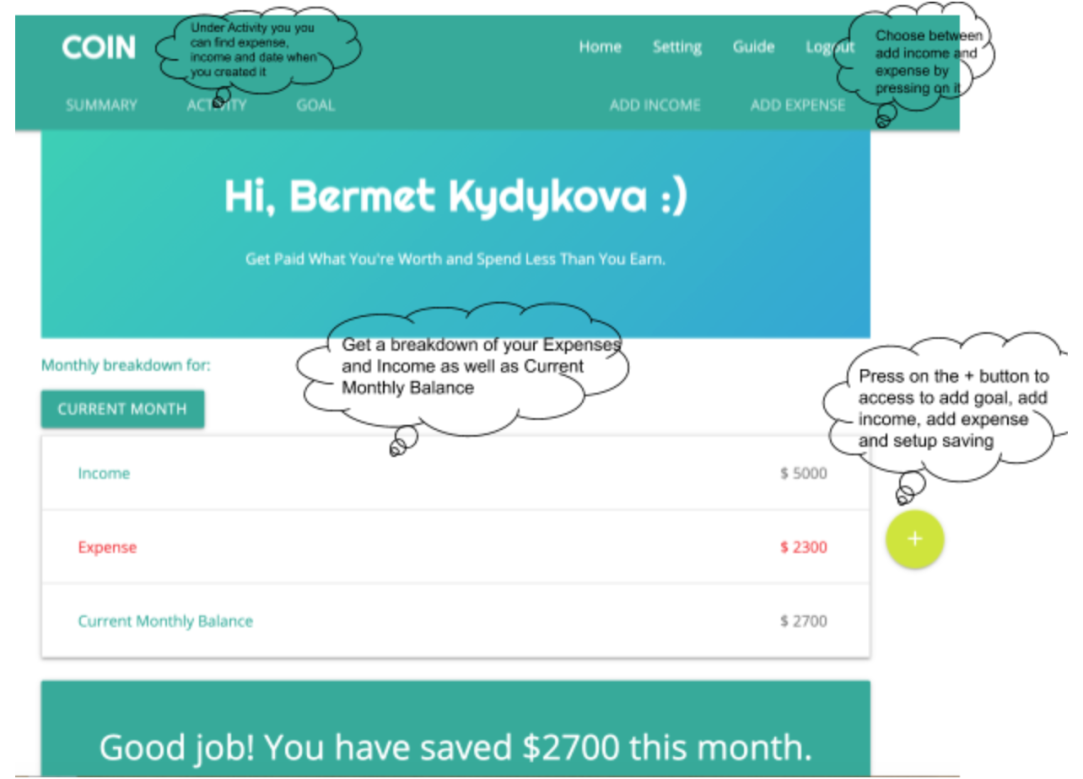 COIN
Under Activity you you
can find expense,
income and date when
you created it
Home Setting Guide Logout
Choose between
add income and
expense by
pressing on it
SUMMARY ACTIVITY GOAL
ADD INCOME ADD EXPENSE
Hi, Bermet Kydykova :)
Get Paid What You're Worth and Spend Less Than You Earn.
Get a breakdown of your Expenses
and Income as well as Current
Monthly Balance
Monthly breakdown for:
CURRENT MONTH
Press on the + button to
access to add goal, add
income, add expense
and setup saving
Income $ 5000
+
Expense $ 2300
Current Monthly Balance $ 2700
Good job! You have saved $2700 this month.